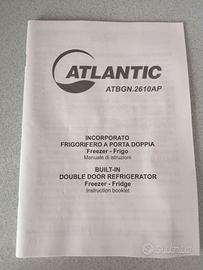 ATLANTIC
ATBGN.2610AP
INCORPORATO
FRIGORIFERO A PORTA DOPPIA
Freezer - Frigo
Manuale di istruzioni
BUILT-IN
DOUBLE DOOR REFRIGERATOR
Freezer - Fridge
Instruction booklet